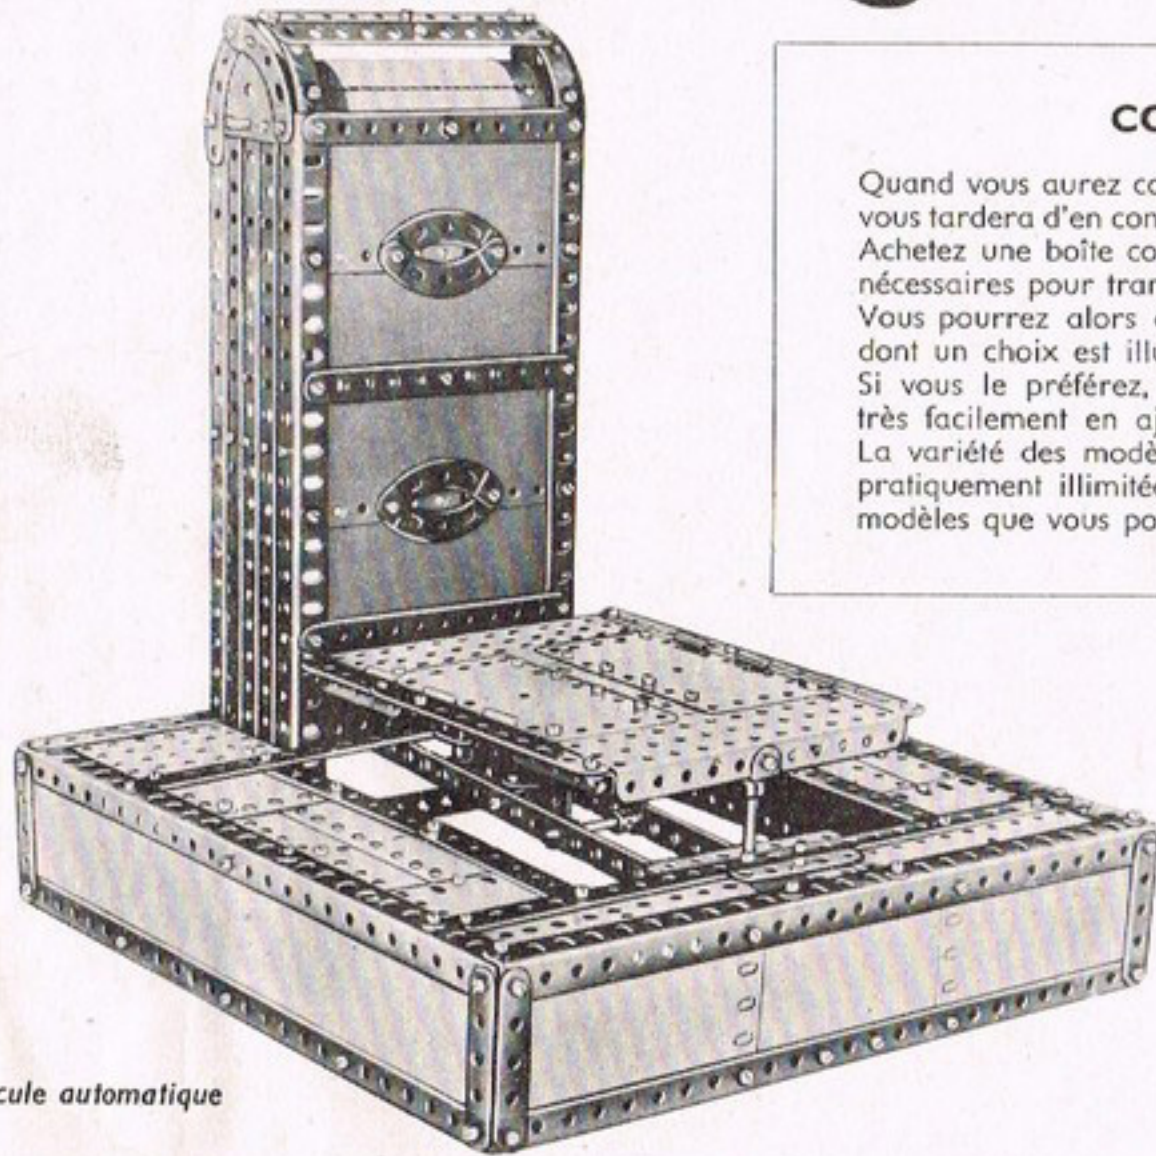 CO
Quand vous aurez co
vous tardera d'en con
Achetez une boîte co
nécessaires pour tran
Vous pourrez alors
dont un choix est illu
Si vous le préférez,
très facilement en aj
La variété des modè
pratiquement illimitée
modèles que vous po
cule automatique